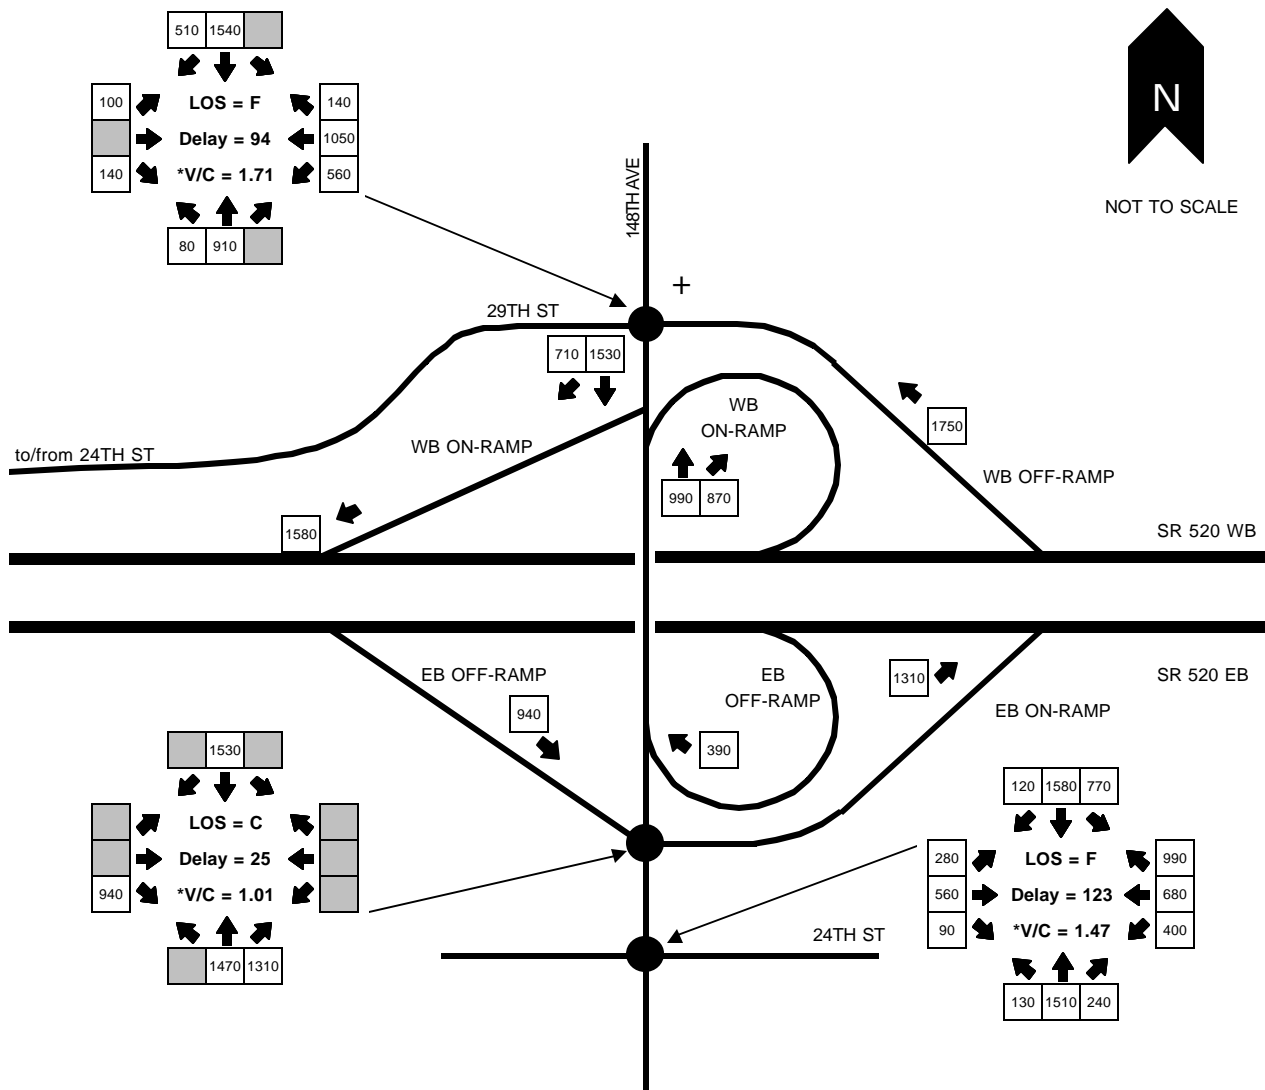 510 1540
100 LOS = F 140
Delay = 94 1050
140 *V/C = 1.71 560
80 910
N
NOT TO SCALE
148TH AVE
+
29TH ST
710 1530
WB
ON-RAMP
1750
WB ON-RAMP
to/from 24TH ST
WB OFF-RAMP
990 870
1580
SR 520 WB
EB OFF-RAMP
EB
OFF-RAMP
1310
SR 520 EB
940
EB ON-RAMP
390
1530
LOS = C
Delay = 25
940 *V/C = 1.01
1470 1310
120 1580 770
280 LOS = F 990
560 Delay = 123 680
90 *V/C = 1.47 400
130 1510 240
24TH ST